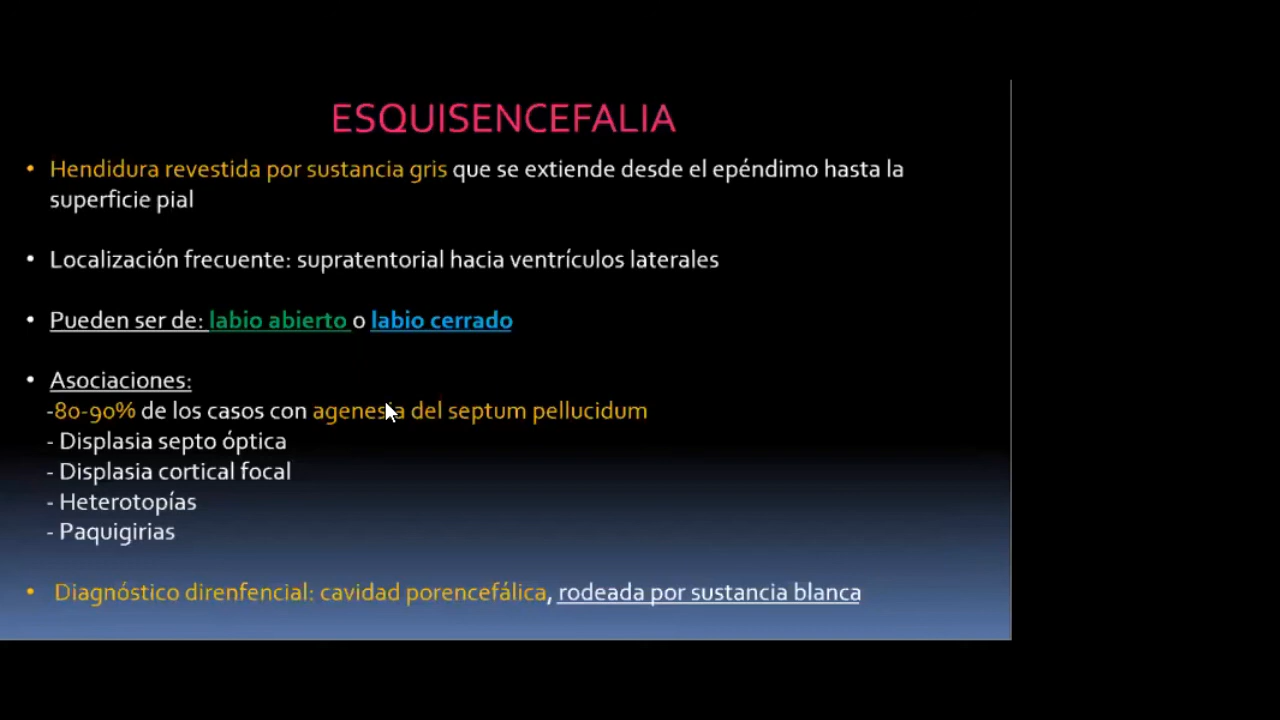 ESQUISENCEFALIA
• Hendidura revestida por sustancia gris que se extiende desde el epéndimo hasta la
superficie pial
• Localización frecuente: supratentorial hacia ventrículos laterales
• Pueden ser de: labio abierto o labio cerrado
• Asociaciones:
-80-90% de los casos con agenesia del septum pellucidum
- Displasia septo óptica
- Displasia cortical focal
- Heterotopías
- Paquigirias
• Diagnóstico direnfencial: cavidad porencefálica, rodeada por sustancia blanca